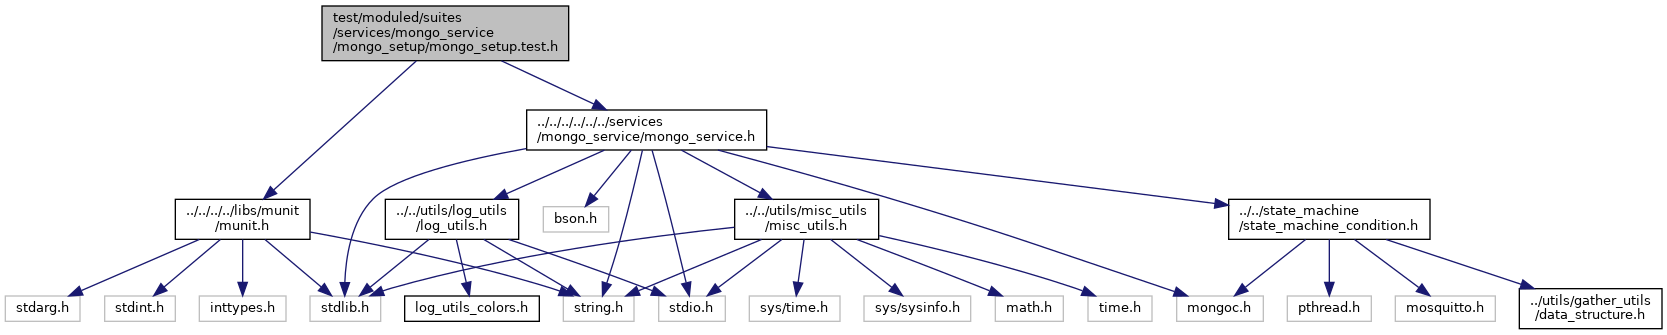 test/moduled/suites
/services/mongo_service
/mongo_setup/mongo_setup.test.h
../../../../../../services
/mongo_service/mongo_service.h
../../../../libs/munit
/munit.h
../../utils/log_utils
/log_utils.h
bson.h
../../utils/misc_utils
/misc_utils.h
../../state_machine
/state_machine_condition.h
stdarg.h
stdint.h
inttypes.h
stdlib.h
log_utils_colors.h
string.h
stdio.h
sys/time.h
sys/sysinfo.h
math.h
time.h
mongoc.h
pthread.h
mosquitto.h
../utils/gather_utils
/data_structure.h